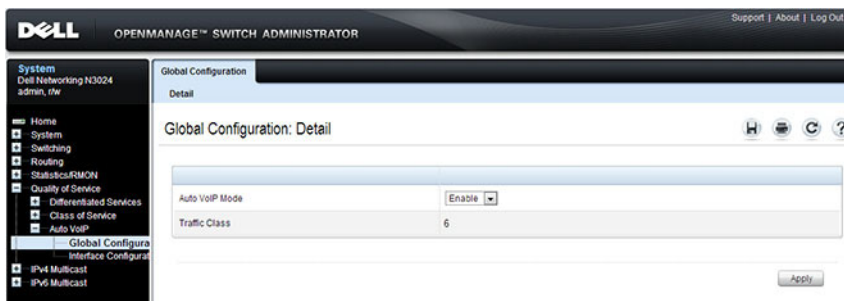 Support | About | Log Out
DELL OPENMANAGE™ SWITCH ADMINISTRATOR
System
Dell Networking N3024
admin, r/w
Home
System
Switching
Routing
Statistics/RMON
Quality of Service
Differentiated Services
Class of Service
Auto VoIP
Global Configura
Interface Configurat
IPv4 Multicast
IPv6 Multicast
Global Configuration
Detail
Global Configuration: Detail
Auto VoIP Mode Enable
Traffic Class 6
Apply